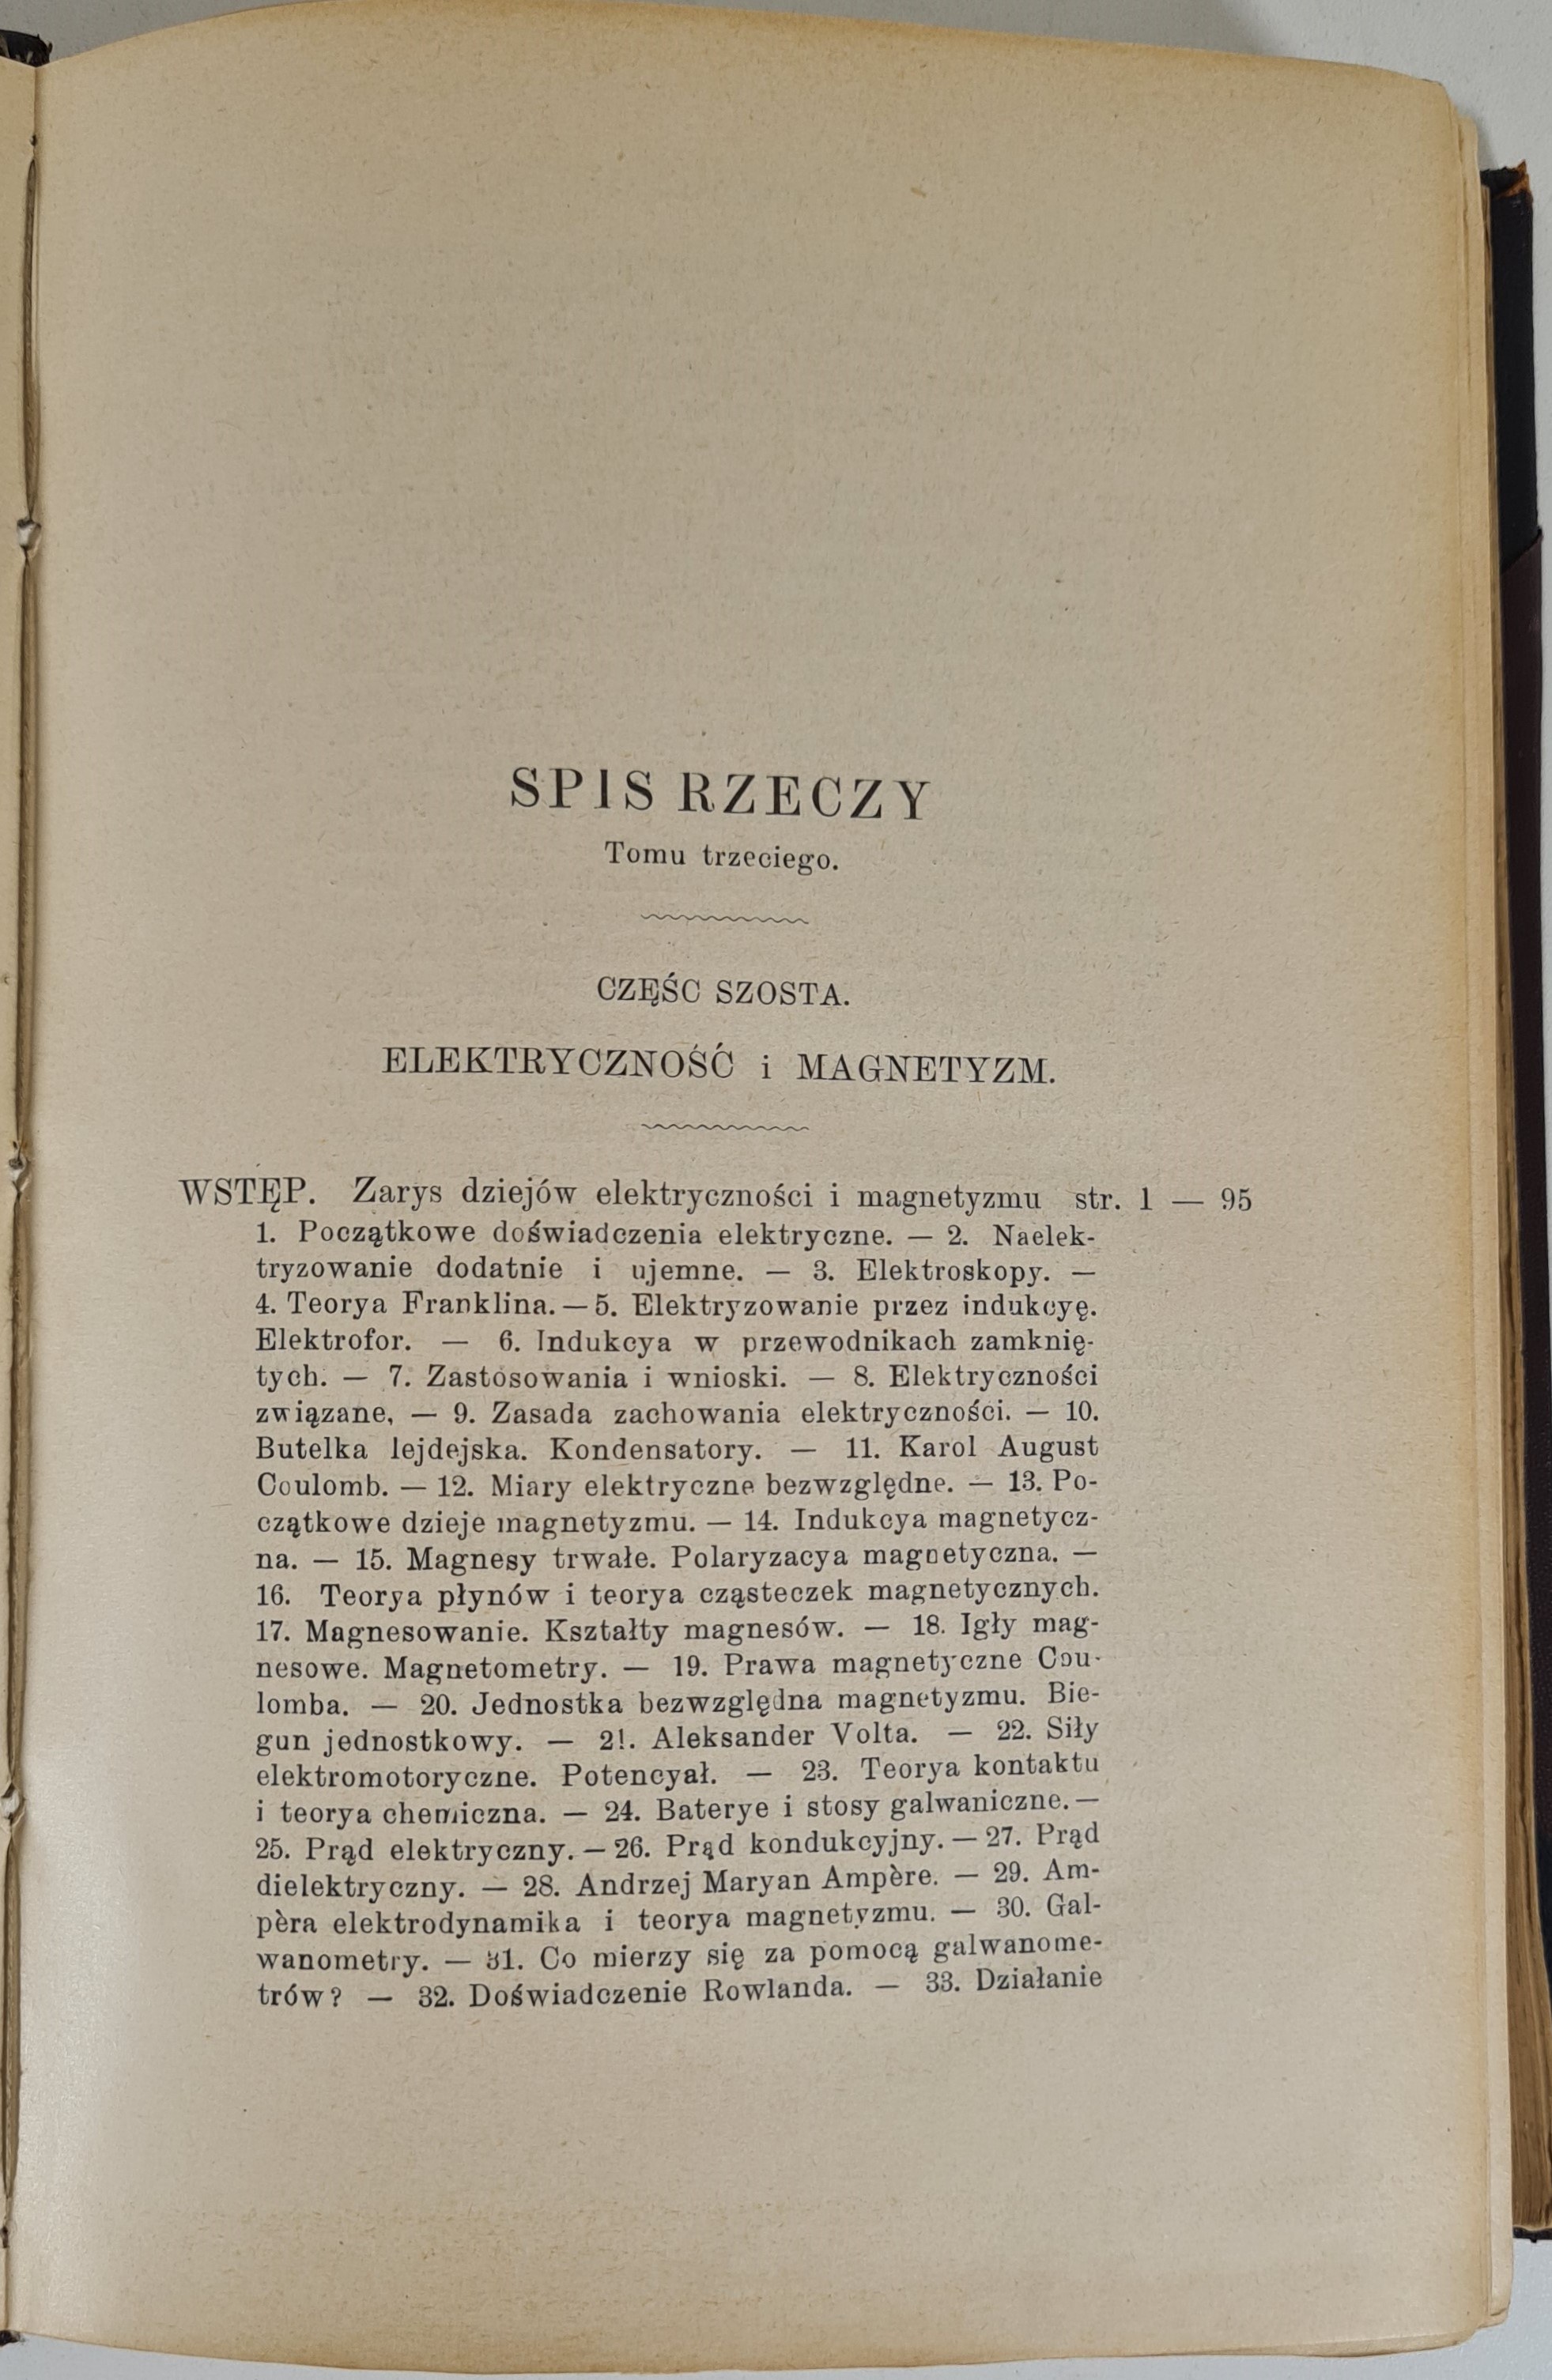 SPIS RZECZY
Tomu trzeciego.
CZĘŚC SZOSTA.
ELEKTRYCZNOŚĆ i MAGNETYZM.
WSTĘP. Zarys dziejów elektryczności i magnetyzmu str. 1 — 95
1. Początkowe doświadczenia elektryczne. — 2. Naelek-
tryzowanie dodatnie i ujemne. — 3. Elektroskopy. —
4. Teorya Franklina. — 5. Elektryzowanie przez indukcyę.
Elektrofor. — 6. Indukcya w przewodnikach zamknię-
tych. — 7. Zastosowania i wnioski. — 8. Elektryczności
związane, — 9. Zasada zachowania elektryczności. — 10.
Butelka lejdejska. Kondensatory. — 11. Karol August
Coulomb. — 12. Miary elektryczne bezwzględne. — 13. Po-
czątkowe dzieje magnetyzmu. — 14. Indukcya magnetycz-
na. — 15. Magnesy trwałe. Polaryzacya magnetyczna. —
16. Teorya płynów i teorya cząsteczek magnetycznych.
17. Magnesowanie. Kształty magnesów. — 18. Igły mag-
nesowe. Magnetometry. — 19. Prawa magnetyczne Cou-
lomba. — 20. Jednostka bezwzględna magnetyzmu. Bie-
gun jednostkowy. — 21. Aleksander Volta. — 22. Siły
elektromotoryczne. Potencyał. — 23. Teorya kontaktu
i teorya chemiczna. — 24. Baterye i stosy galwaniczne. —
25. Prąd elektryczny. — 26. Prąd kondukcyjny. — 27. Prąd
dielektryczny. — 28. Andrzej Maryan Ampère. — 29. Am-
pèra elektrodynamika i teorya magnetyzmu. — 30. Gal-
wanometry. — 31. Co mierzy się za pomocą galwanome-
trów? — 32. Doświadczenie Rowlanda. — 33. Działanie